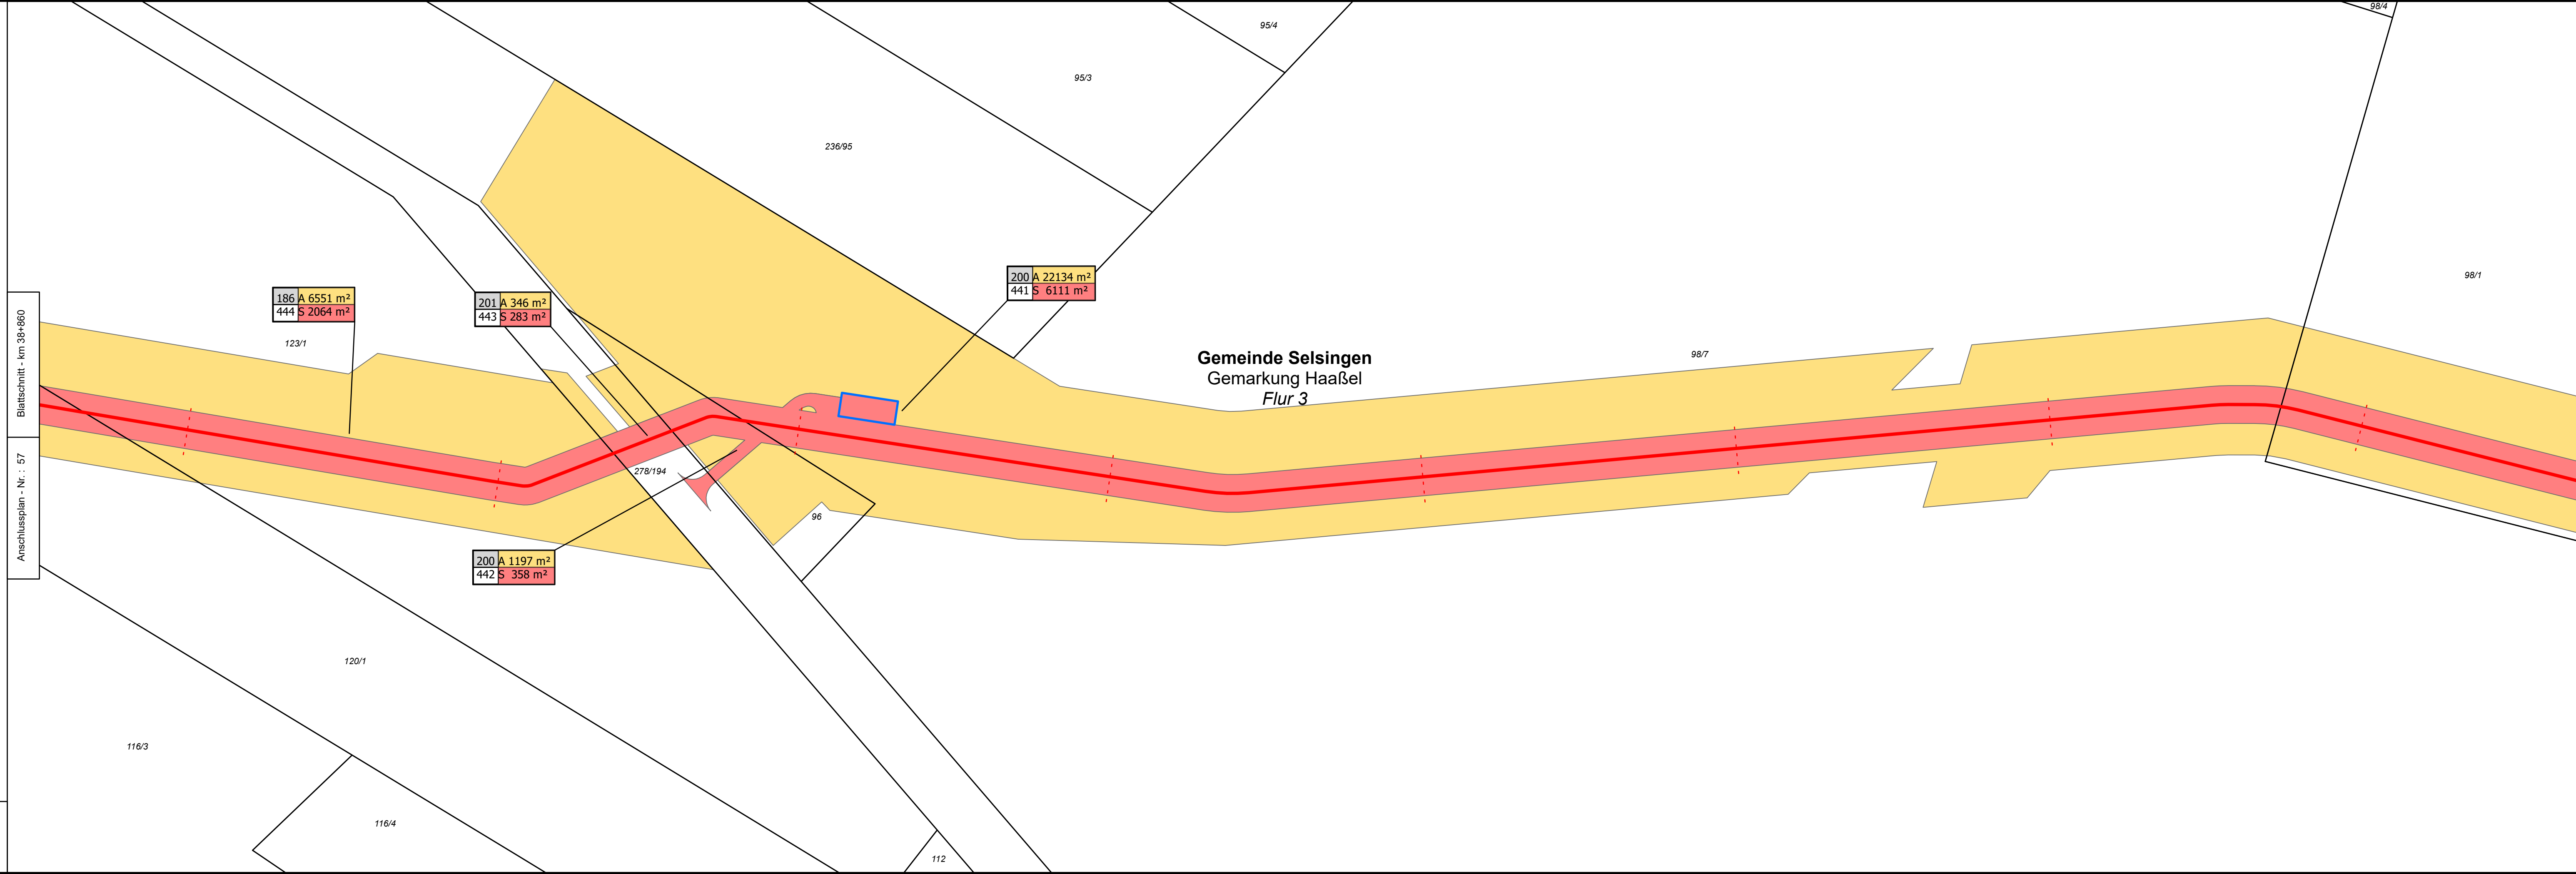 98/4
95/4
95/3
236/95
98/1
200 A 22134 m²
441 S 6111 m²
186 A 6551 m²
444 S 2064 m²
201 A 346 m²
443 S 283 m²
123/1
Blattschnitt - km 38+860
Gemeinde Selsingen
Gemarkung Haaßel
Flur 3
98/7
278/194
Anschlussplan - Nr. : 57
96
200 A 1197 m²
442 S 358 m²
120/1
116/3
116/4
112